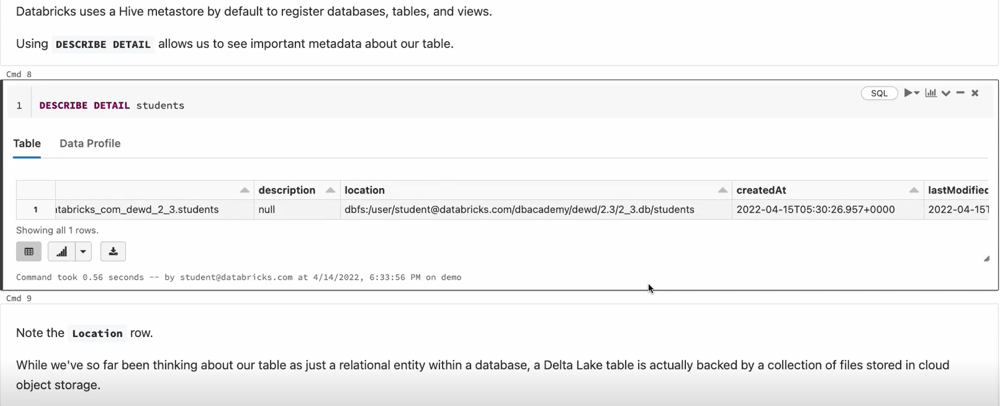 Databricks uses a Hive metastore by default to register databases, tables, and views.
Using DESCRIBE DETAIL allows us to see important metadata about our table.
Cmd 8
SQL
1 DESCRIBE DETAIL students
Table Data Profile
description location createdAt lastModified
1 atabricks_com_dewd_2_3.students null dbfs:/user/student@databricks.com/dbacademy/dewd/2.3/2_3.db/students 2022-04-15T05:30:26.957+0000 2022-04-15T
Showing all 1 rows.
Command took 0.56 seconds -- by student@databricks.com at 4/14/2022, 6:33:56 PM on demo
Cmd 9
Note the Location row.
While we've so far been thinking about our table as just a relational entity within a database, a Delta Lake table is actually backed by a collection of files stored in cloud
object storage.